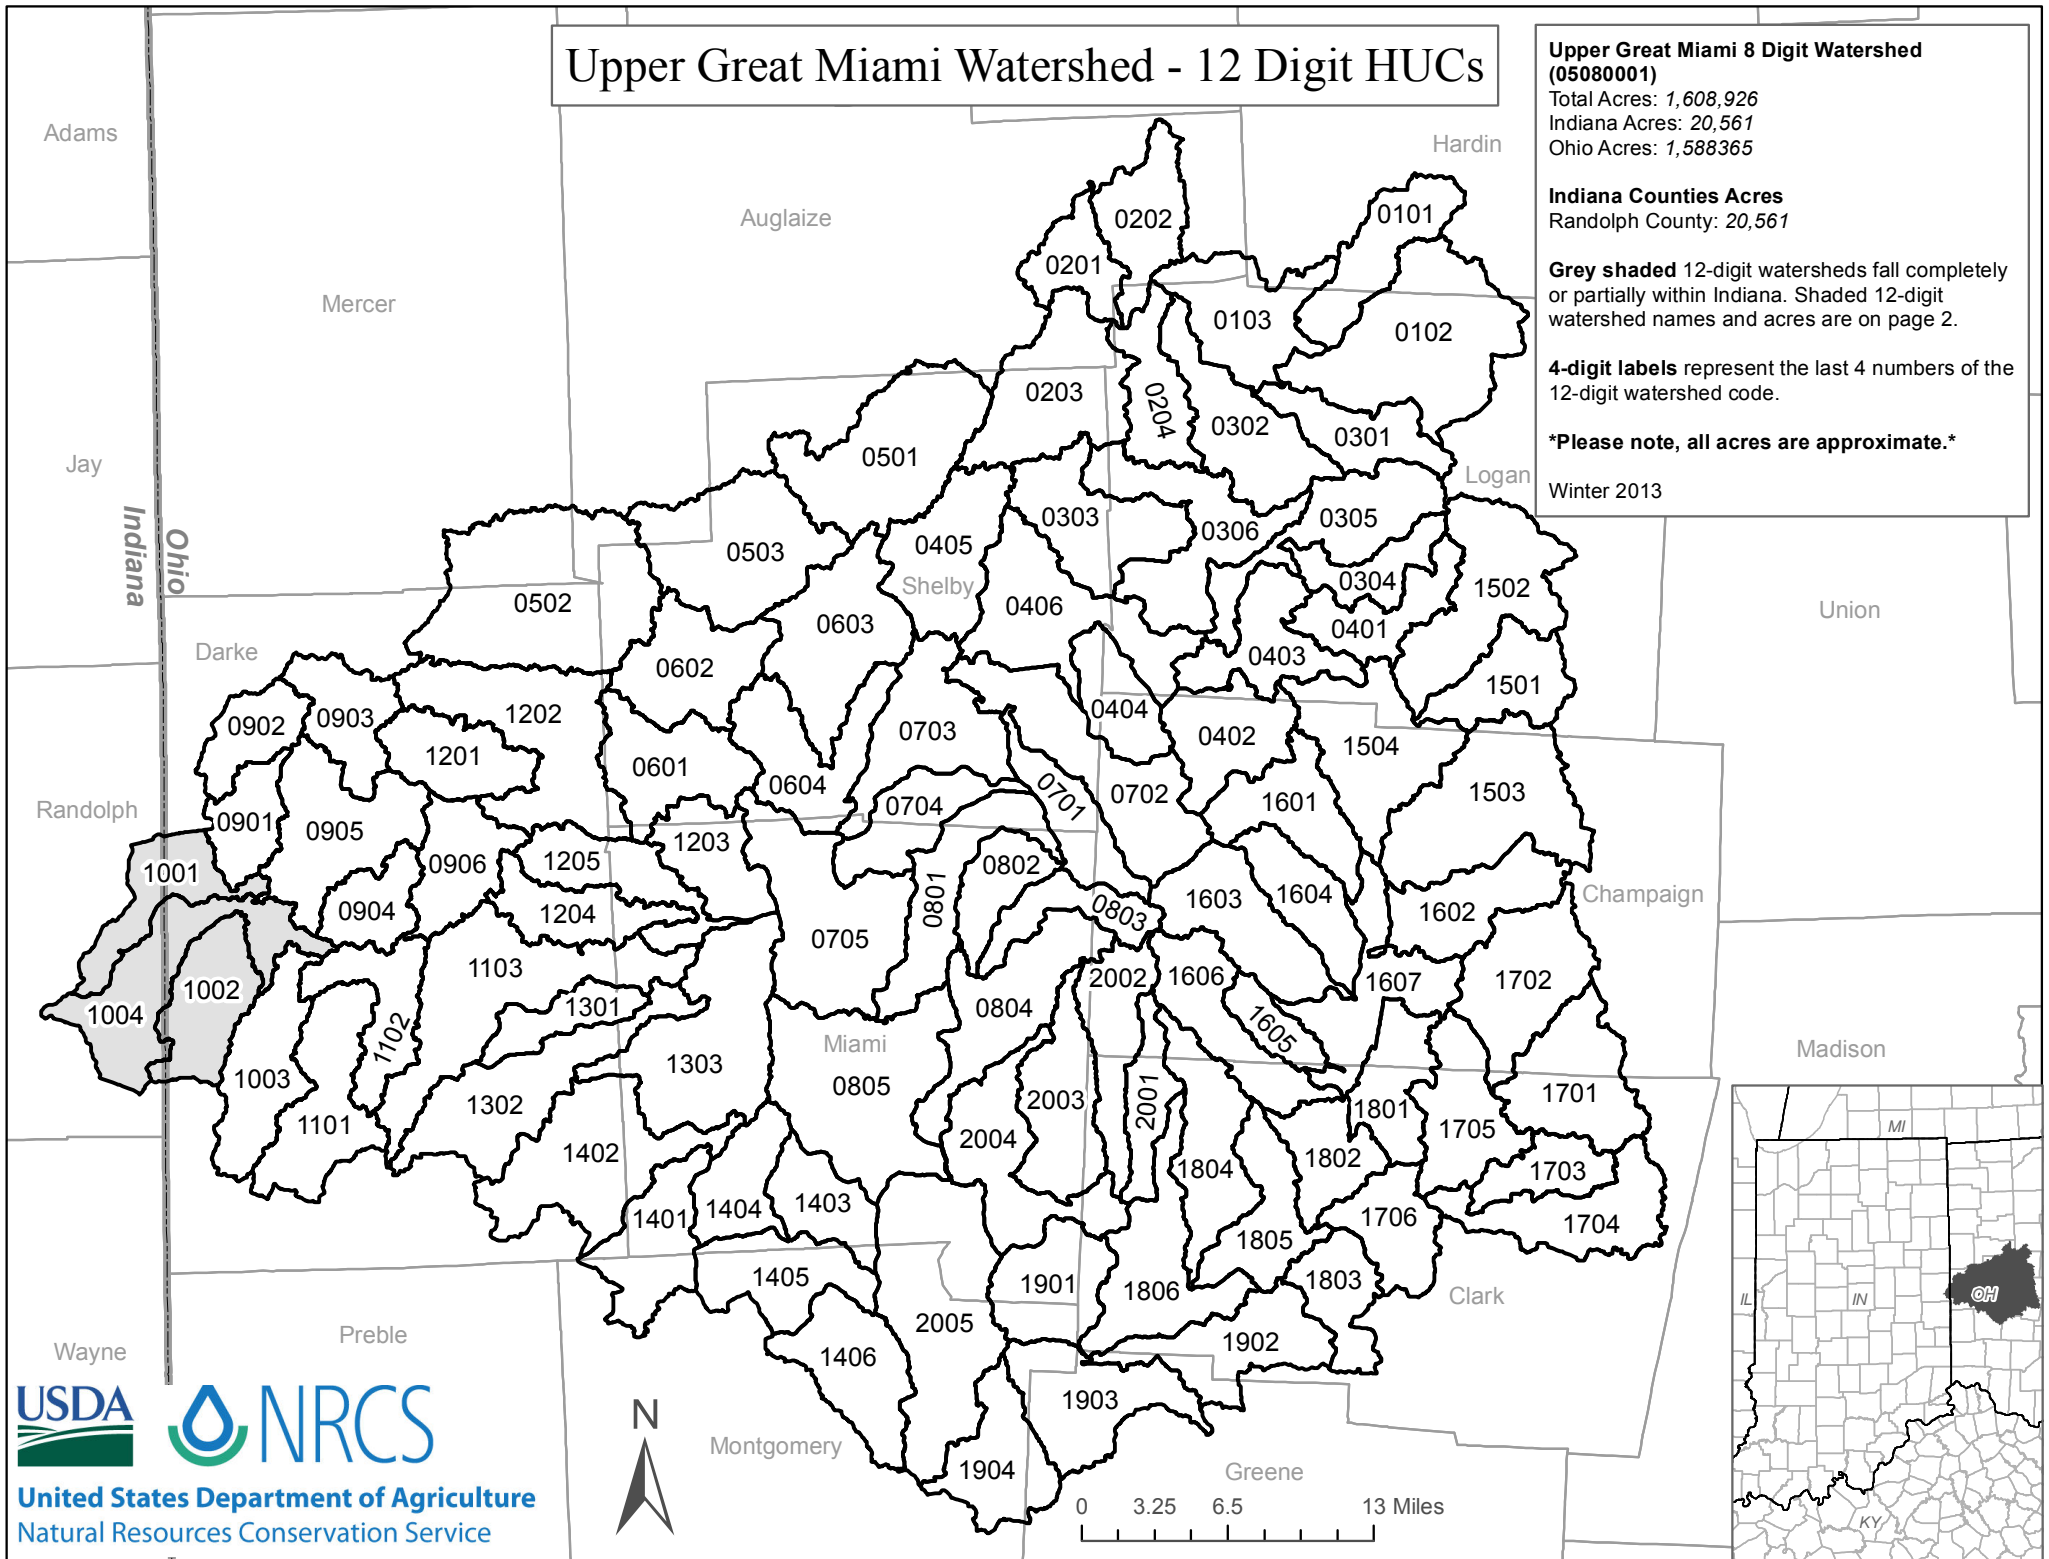 Upper Great Miami Watershed - 12 Digit HUCs
Upper Great Miami 8 Digit Watershed
(05080001)
Total Acres: 1,608,926
Indiana Acres: 20,561
Ohio Acres: 1,588365
Indiana Counties Acres
Randolph County: 20,561
Grey shaded 12-digit watersheds fall completely
or partially within Indiana. Shaded 12-digit
watershed names and acres are on page 2.
4-digit labels represent the last 4 numbers of the
12-digit watershed code.
*Please note, all acres are approximate.*
Winter 2013
Adams
Hardin
Auglaize
Mercer
Jay
Logan
Indiana
Ohio
Shelby
Union
Darke
Randolph
Champaign
Miami
Madison
Clark
Preble
Wayne
Montgomery
Greene
0101
0202
0201
0103
0102
0203
0204
0302
0301
0501
0303
0306
0305
0503
0405
0304
1502
0502
0406
0603
0401
0403
0602
1501
0902
0903
1202
0404
0703
0402
1504
1201
0601
0604
0701
0702
1503
0704
1601
0901
0905
1203
1001
0906
1205
0802
0801
1603
1604
0904
1204
0803
1602
0705
1103
2002
1606
1607
1702
1002
1004
1301
0804
1605
1102
1003
1303
0805
2003
2001
1801
1701
1302
1101
2004
1705
1402
1804
1802
1703
1401
1404
1403
1706
1704
1805
1405
1901
1806
1803
2005
1902
1406
1903
1904
N
0
3.25
6.5
13 Miles
USDA
NRCS
United States Department of Agriculture
Natural Resources Conservation Service
MI
IL
IN
OH
KY